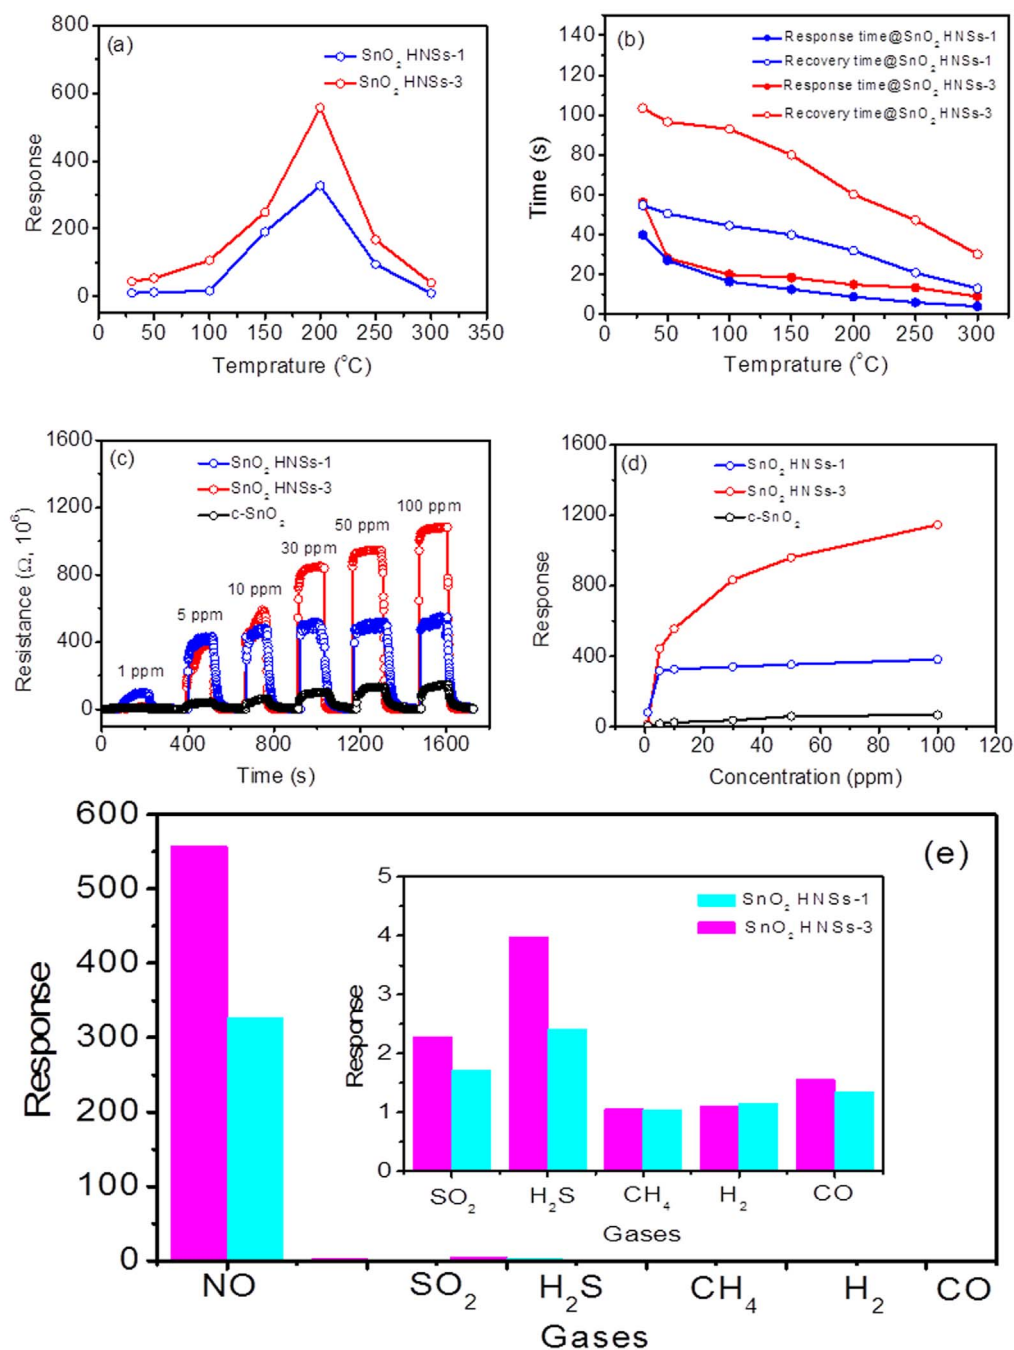 (a)
SnO₂ HNSs-1
SnO₂ HNSs-3
800
600
400
200
0
Response
0 50 100 150 200 250 300 350
Temprature (°C)
(b)
Response time@SnO₂ HNSs-1
Recovery time@SnO₂ HNSs-1
Response time@SnO₂ HNSs-3
Recovery time@SnO₂ HNSs-3
140
120
100
80
60
40
20
0
Time (s)
0 50 100 150 200 250 300
Temprature (°C)
(c)
SnO₂ HNSs-1
SnO₂ HNSs-3
c-SnO₂
1 ppm
5 ppm
10 ppm
30 ppm
50 ppm
100 ppm
1600
1200
800
400
0
Resistance (Ω, 10⁶)
0 400 800 1200 1600
Time (s)
(d)
SnO₂ HNSs-1
SnO₂ HNSs-3
c-SnO₂
1600
1200
800
400
0
Response
0 20 40 60 80 100 120
Concentration (ppm)
(e)
600
500
400
300
200
100
0
Response
NO SO₂ H₂S CH₄ H₂ CO
Gases
SnO₂ HNSs-1
SnO₂ HNSs-3
5
4
3
2
1
0
Response
SO₂ H₂S CH₄ H₂ CO
Gases